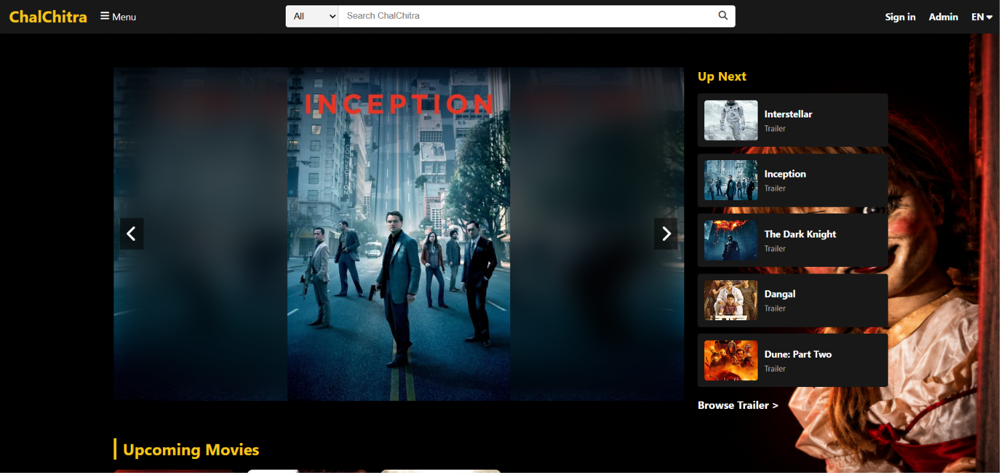 ChalChitra
Menu
All
Search ChalChitra
Sign in
Admin
EN
INCEPTION
Up Next
Interstellar
Trailer
Inception
Trailer
The Dark Knight
Trailer
Dangal
Trailer
Dune: Part Two
Trailer
Browse Trailer >
Upcoming Movies